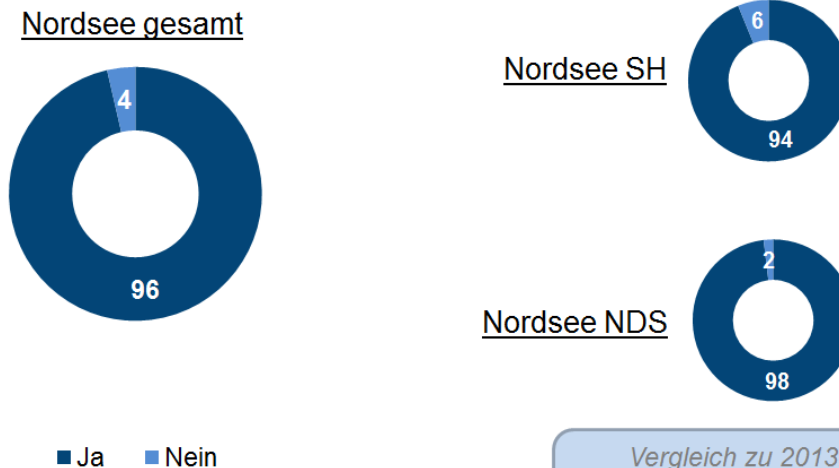 Nordsee gesamt
4
96
Nordsee SH
6
94
Nordsee NDS
2
98
Ja
Nein
Vergleich zu 2013